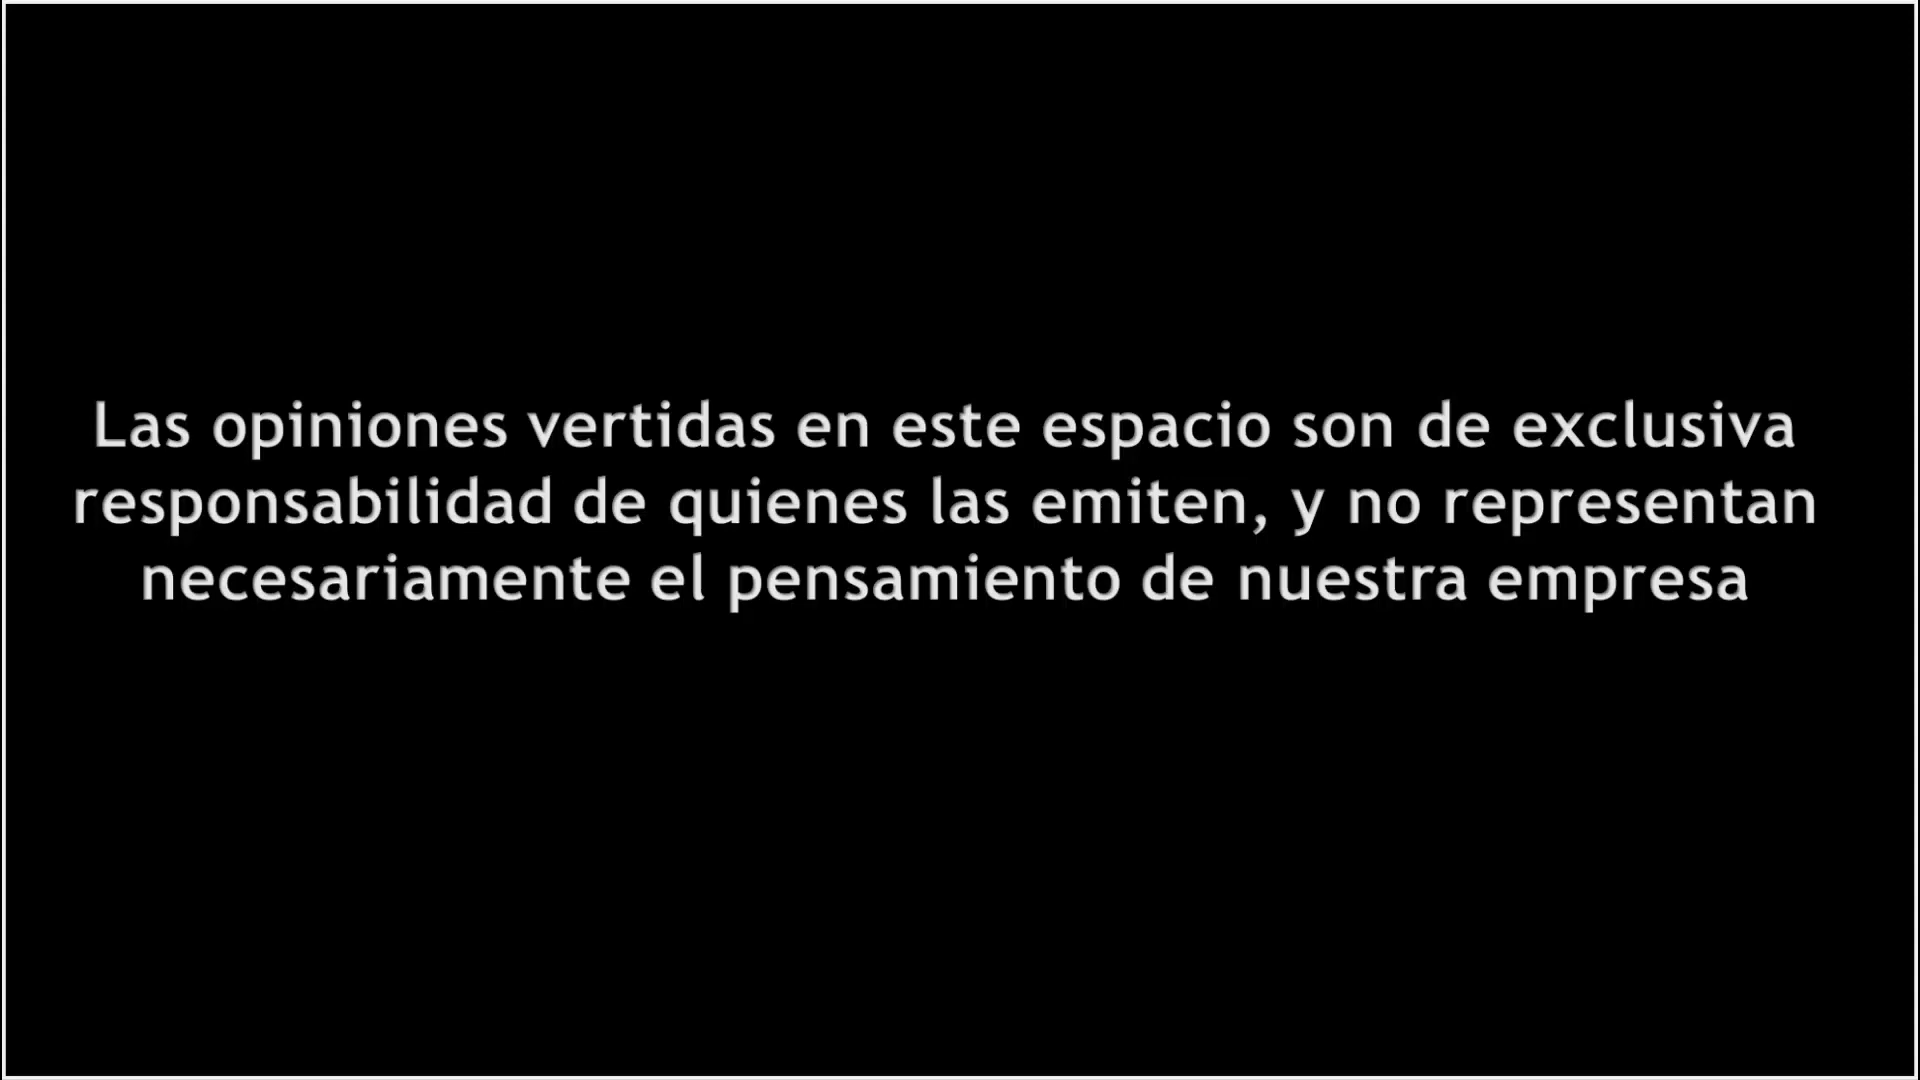 Las opiniones vertidas en este espacio son de exclusiva
responsabilidad de quienes las emiten, y no representan
necesariamente el pensamiento de nuestra empresa